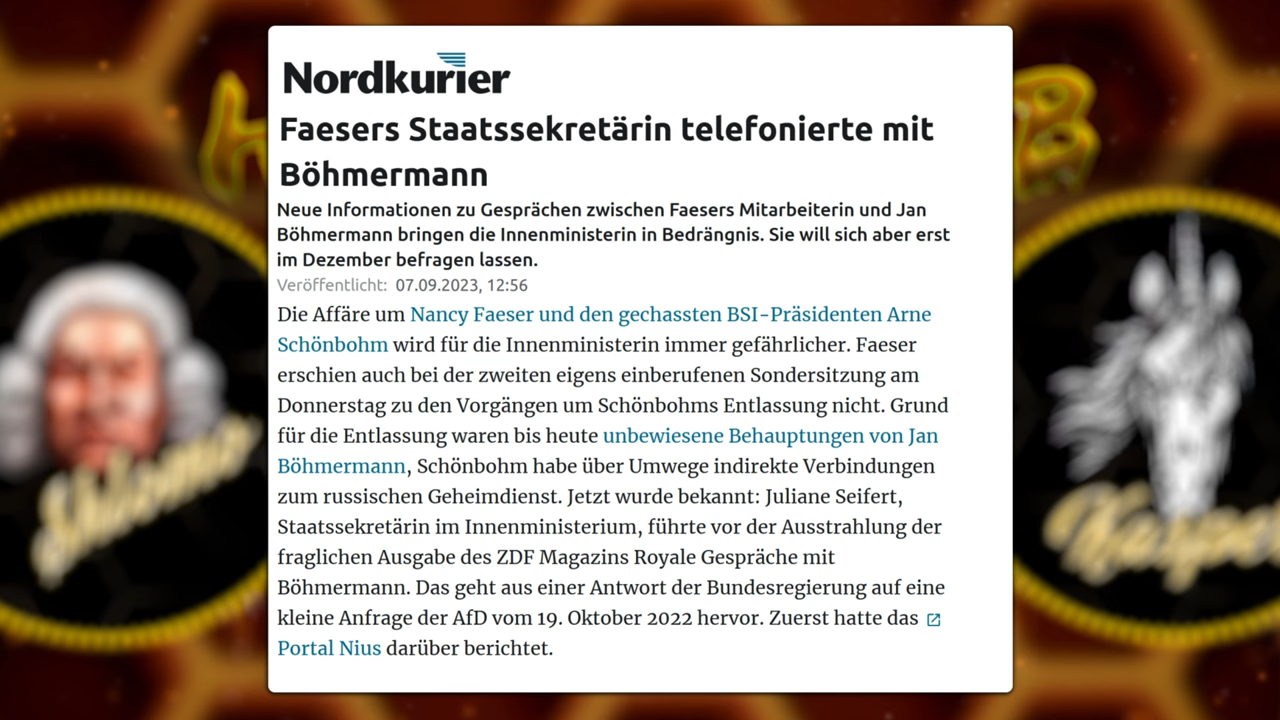 Nordkurier
Faesers Staatssekretärin telefonierte mit
Böhmermann
Neue Informationen zu Gesprächen zwischen Faesers Mitarbeiterin und Jan
Böhmermann bringen die Innenministerin in Bedrängnis. Sie will sich aber erst
im Dezember befragen lassen.
Veröffentlicht: 07.09.2023, 12:56
Die Affäre um Nancy Faeser und den gechassten BSI-Präsidenten Arne
Schönbohm wird für die Innenministerin immer gefährlicher. Faeser
erschien auch bei der zweiten eigens einberufenen Sondersitzung am
Donnerstag zu den Vorgängen um Schönbohms Entlassung nicht. Grund
für die Entlassung waren bis heute unbewiesene Behauptungen von Jan
Böhmermann, Schönbohm habe über Umwege indirekte Verbindungen
zum russischen Geheimdienst. Jetzt wurde bekannt: Juliane Seifert,
Staatssekretärin im Innenministerium, führte vor der Ausstrahlung der
fraglichen Ausgabe des ZDF Magazins Royale Gespräche mit
Böhmermann. Das geht aus einer Antwort der Bundesregierung auf eine
kleine Anfrage der AfD vom 19. Oktober 2022 hervor. Zuerst hatte das
Portal Nius darüber berichtet.